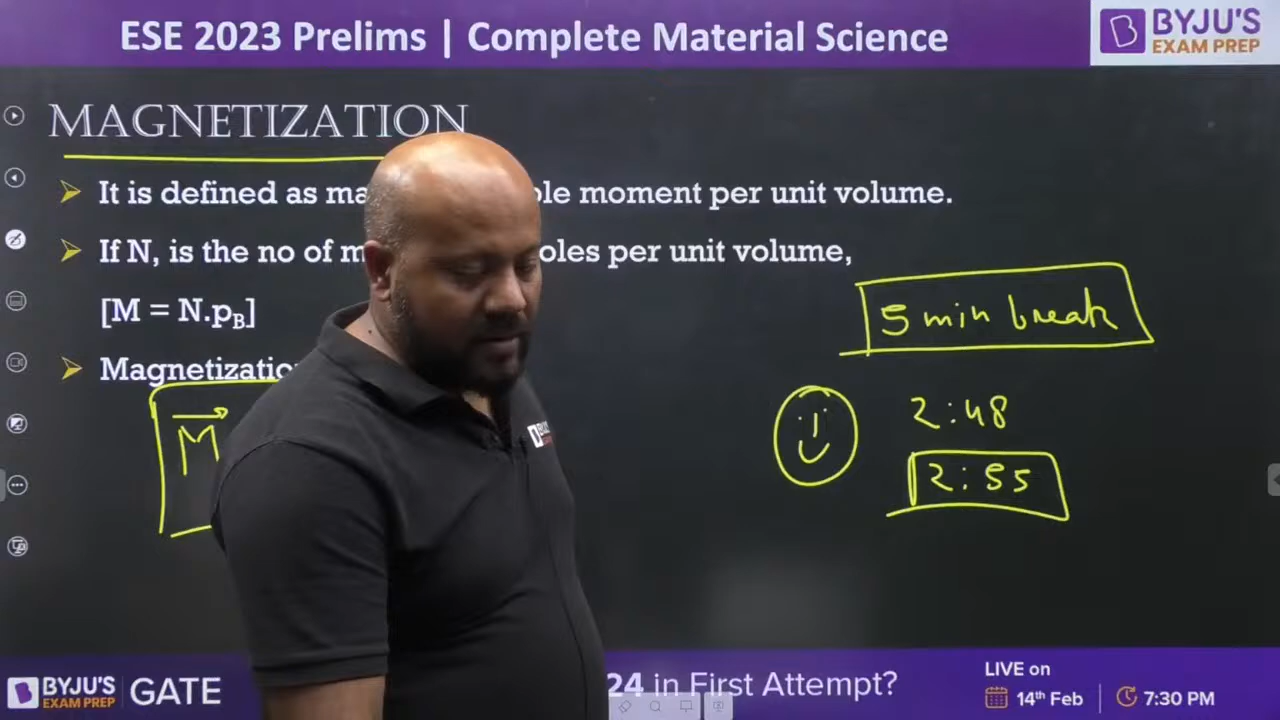 ESE 2023 Prelims | Complete Material Science
BYJU'S
EXAM PREP
MAGNETIZATION
It is defined as ma ble moment per unit volume.
If N, is the no of m oles per unit volume,
[M = N.pB]
Magnetizatio
M
5 min break
2:48
2:55
BYJU'S
EXAM PREP
GATE
24 in First Attempt?
LIVE on
14th Feb
7:30 PM